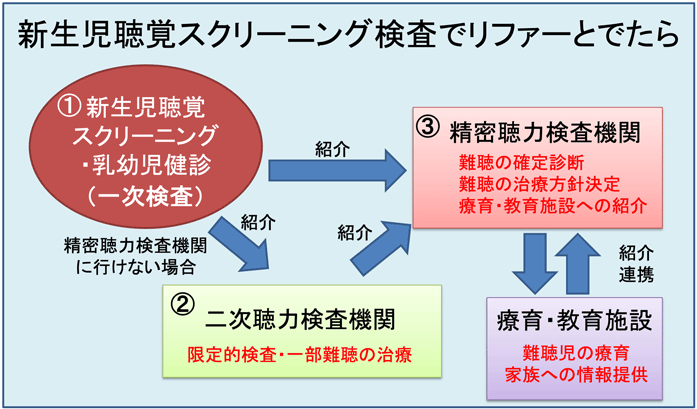 新生児聴覚スクリーニング検査でリファーとでたら
① 新生児聴覚
スクリーニング
・乳幼児健診
（一次検査）
紹介
③ 精密聴力検査機関
難聴の確定診断
難聴の治療方針決定
療育・教育施設への紹介
精密聴力検査機関
に行けない場合
紹介
紹介
② 二次聴力検査機関
限定的検査・一部難聴の治療
紹介
連携
療育・教育施設
難聴児の療育
家族への情報提供